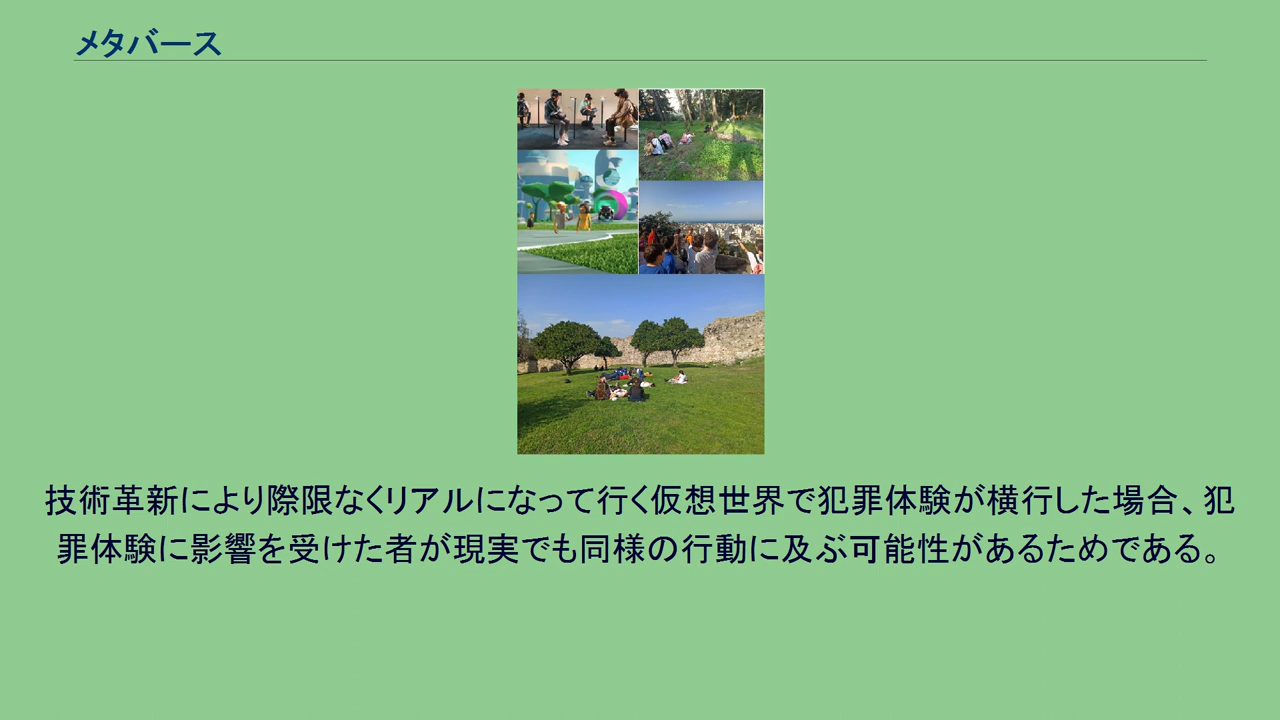 メタバース
技術革新により際限なくリアルになって行く仮想世界で犯罪体験が横行した場合、犯
罪体験に影響を受けた者が現実でも同様の行動に及ぶ可能性があるためである。